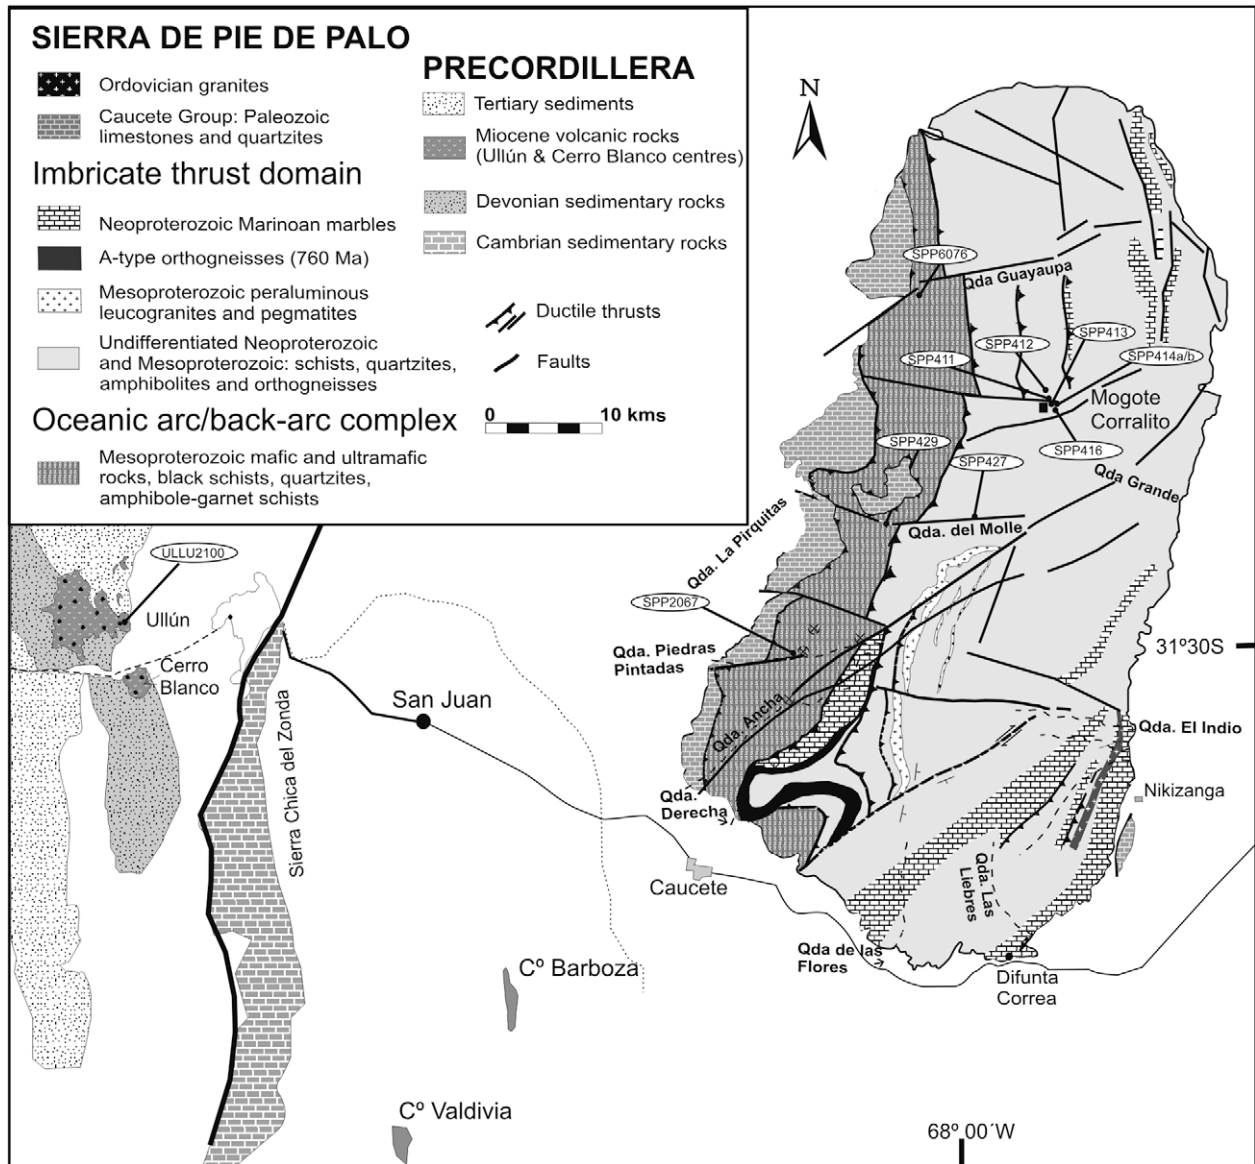 SIERRA DE PIE DE PALO
Ordovician granites
Caucete Group: Paleozoic
limestones and quartzites
Imbricate thrust domain
Neoproterozoic Marinoan marbles
A-type orthogneisses (760 Ma)
Mesoproterozoic peraluminous
leucogranites and pegmatites
Undifferentiated Neoproterozoic
and Mesoproterozoic: schists, quartzites,
amphibolites and orthogneisses
Oceanic arc/back-arc complex
Mesoproterozoic mafic and ultramafic
rocks, black schists, quartzites,
amphibole-garnet schists
PRECORDILLERA
Tertiary sediments
Miocene volcanic rocks
(Ullún & Cerro Blanco centres)
Devonian sedimentary rocks
Cambrian sedimentary rocks
Ductile thrusts
Faults
0 10 kms
N
SPP6076
Qda Guayaupa
SPP413
SPP412
SPP411
SPP414a/b
Mogote
Corralito
SPP429
SPP427
SPP416
Qda Grande
Qda. del Molle
Qda. La Pirquitas
ULLU2100
Ullún
SPP2067
Qda. Piedras
Pintadas
31º30S
Cerro
Blanco
San Juan
Sierra Chica del Zonda
Qda. Ancha
Qda. El Indio
Qda.
Derecha
Nikizanga
Caucete
Qda. Las
Liebres
Qda de las
Flores
Difunta
Correa
Cº Barboza
Cº Valdivia
68º 00´W